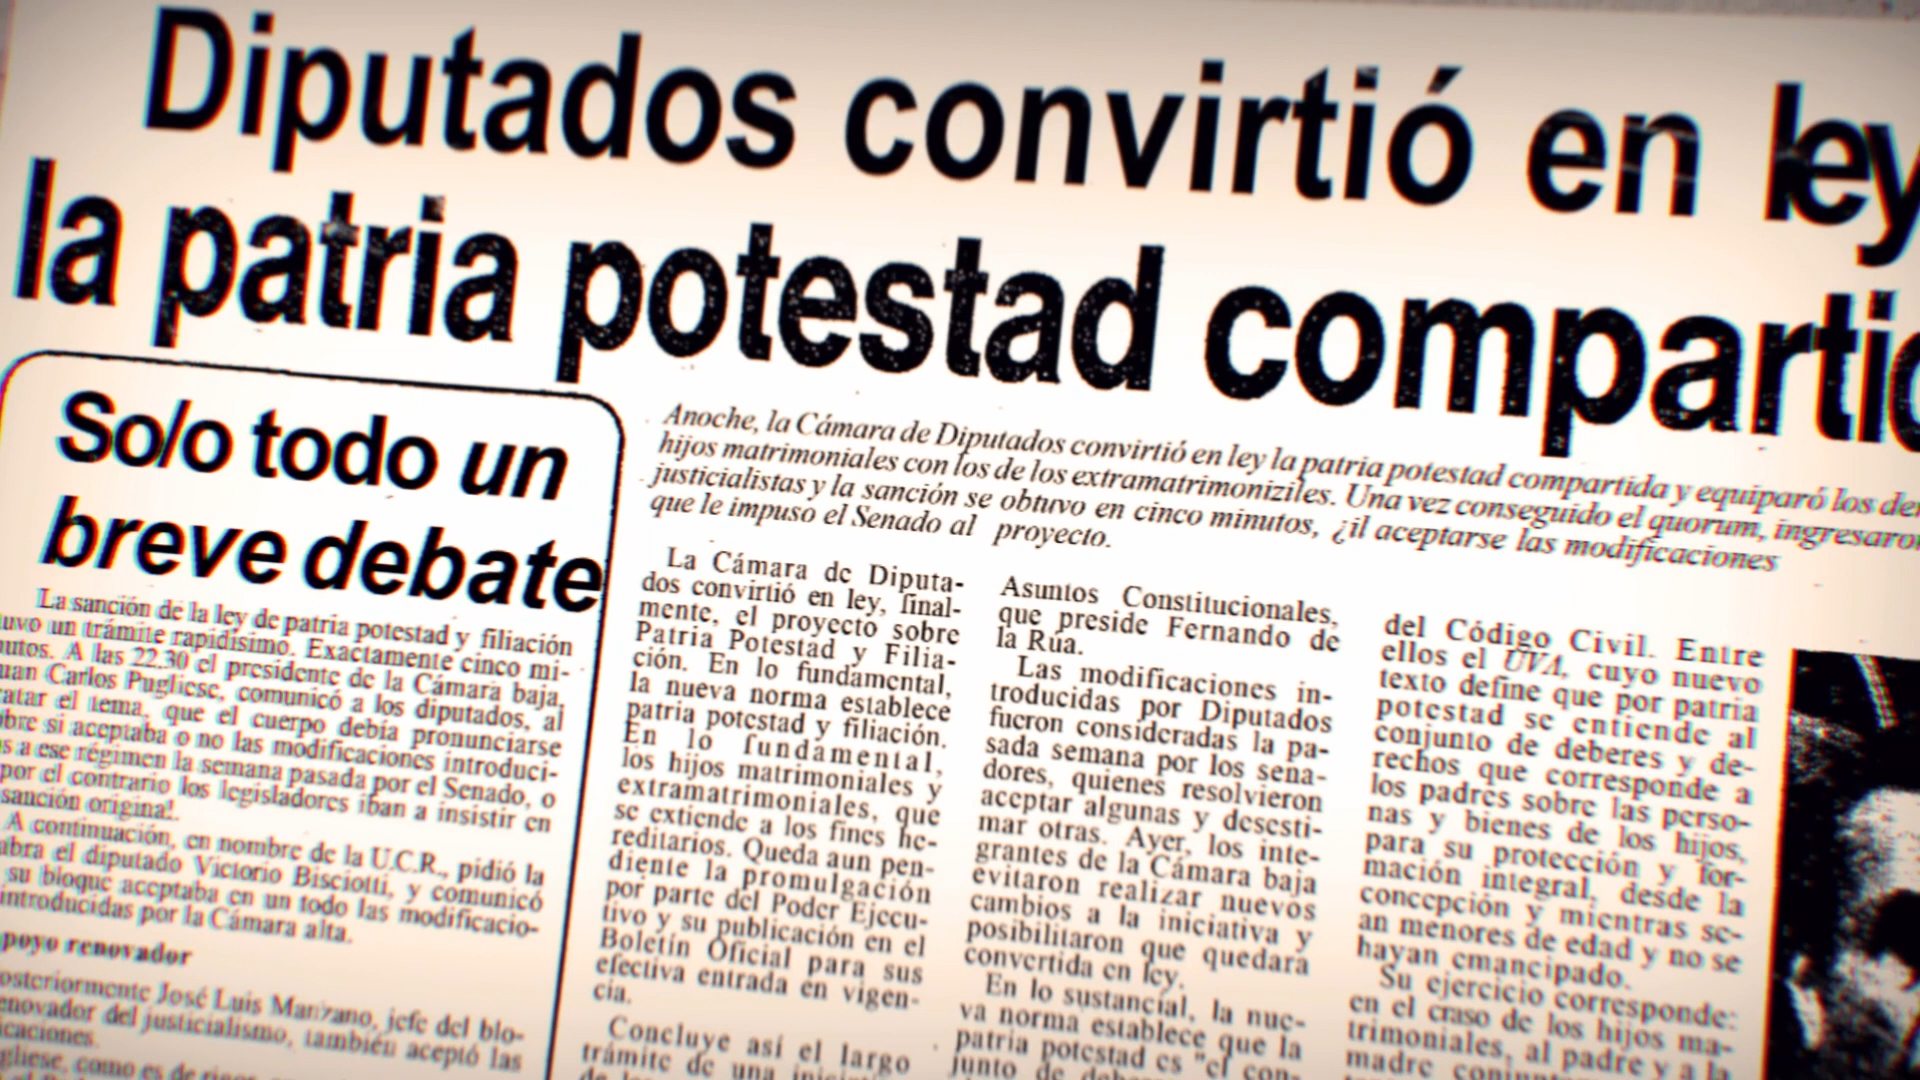 Diputados convirtió en ley
la patria potestad
Solo todo un
breve debate
Anoche, la Cámara de Diputados convirtió en ley la patria potestad compartida y equiparó los
hijos matrimoniales con los de los extramatrimoniziles. Una vez conseguido el quorum, ingresaron
justicialistas y la sanción se obtuvo en cinco minutos, ¿il aceptarse las modificaciones
que le impuso el Senado al proyecto.
La sanción de la ley de patria potestad y filiación
un trámite rapidísimo. Exactamente cinco mi-
A las 22.30 el presidente de la Cámara baja,
Carlos Pugliese, comunicó a los diputados, al
el tema, que el cuerpo debía pronunciarse
si aceptaba o no las modificaciones introduci-
a ese régimen la semana pasada por el Senado, o
por el contrario los legisladores iban a insistir en
sanción original.
A continuación, en nombre de la U.C.R., pidió la
el diputado Victorio Bisciotti, y comunicó
su bloque aceptaba en un todo las modificacio-
introducidas por la Cámara alta.
renovador
José Luis Manzano, jefe del blo-
del justicialismo, también aceptó las
como es de
La Cámara de Diputa-
dos convirtió en ley, final-
mente, el proyecto sobre
Patria Potestad y Filia-
ción. En lo fundamental,
la nueva norma establece
patria potestad y filiación.
En lo fundamental,
los hijos matrimoniales y
extramatrimoniales, que
se extiende a los fines he-
reditarios. Queda aun pen-
diente la promulgación
por parte del Poder Ejecu-
tivo y su publicación en el
Boletín Oficial para sus
efectiva entrada en vigen-
cia.
Concluye así el largo
trámite de una
Asuntos Constitucionales,
que preside Fernando de
la Rúa.
Las modificaciones in-
troducidas por Diputados
fueron consideradas la pa-
sada semana por los sena-
dores, quienes resolvieron
aceptar algunas y desesti-
mar otras. Ayer, los inte-
grantes de la Cámara baja
evitaron realizar nuevos
cambios a la iniciativa y
posibilitaron que quedara
convertida en ley.
En lo sustancial, la nue-
va norma establece que la
patria potestad es "el con-
junto de
del Código Civil. Entre
ellos el UVA, cuyo nuevo
texto define que por patria
potestad se entiende al
conjunto de deberes y de-
rechos que corresponde a
los padres sobre las perso-
nas y bienes de los hijos,
para su protección y for-
mación integral, desde la
concepción y mientras se-
an menores de edad y no se
hayan emancipado.
Su ejercicio corresponde:
en el craso de los hijos ma-
trimoniales, al padre y a la
madre